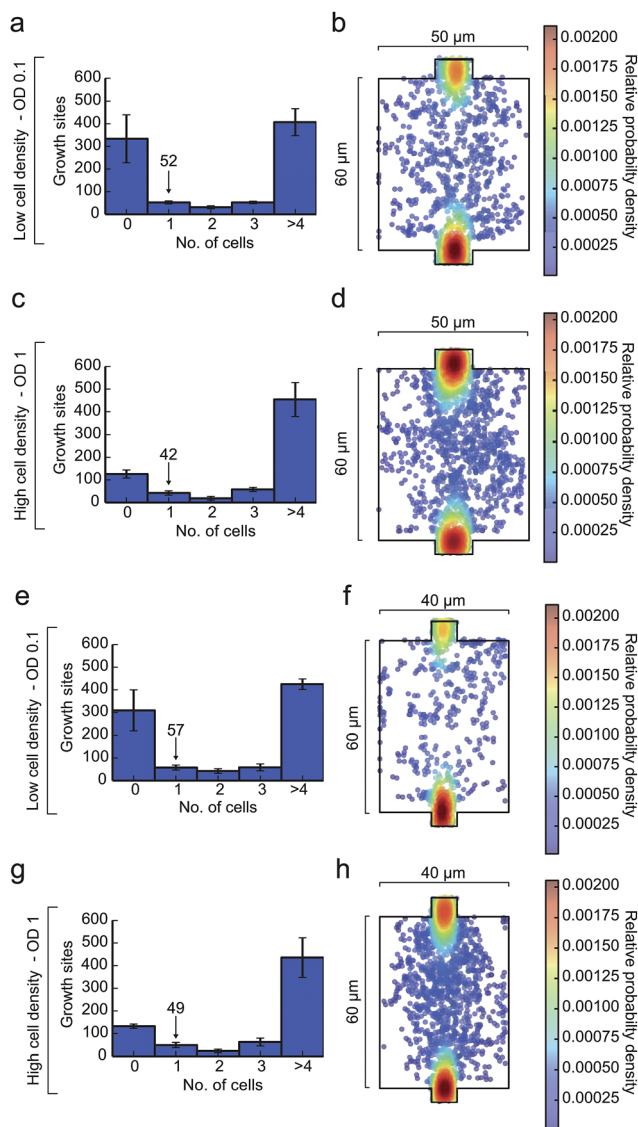 a
Low cell density - OD 0.1
Growth sites
600
500
400
300
200
100
0
52
0 1 2 3 >4
No. of cells
b
50 µm
60 µm
0.00200
0.00175
0.00150
0.00125
0.00100
0.00075
0.00050
0.00025
Relative probabilty density
c
High cell density - OD 1
Growth sites
600
500
400
300
200
100
0
42
0 1 2 3 >4
No. of cells
d
50 µm
60 µm
0.00200
0.00175
0.00150
0.00125
0.00100
0.00075
0.00050
0.00025
Relative probabilty density
e
Low cell density - OD 0.1
Growth sites
600
500
400
300
200
100
0
57
0 1 2 3 >4
No. of cells
f
40 µm
60 µm
0.00200
0.00175
0.00150
0.00125
0.00100
0.00075
0.00050
0.00025
Relative probabilty density
g
High cell density - OD 1
Growth sites
600
500
400
300
200
100
0
49
0 1 2 3 >4
No. of cells
h
40 µm
60 µm
0.00200
0.00175
0.00150
0.00125
0.00100
0.00075
0.00050
0.00025
Relative probabilty density